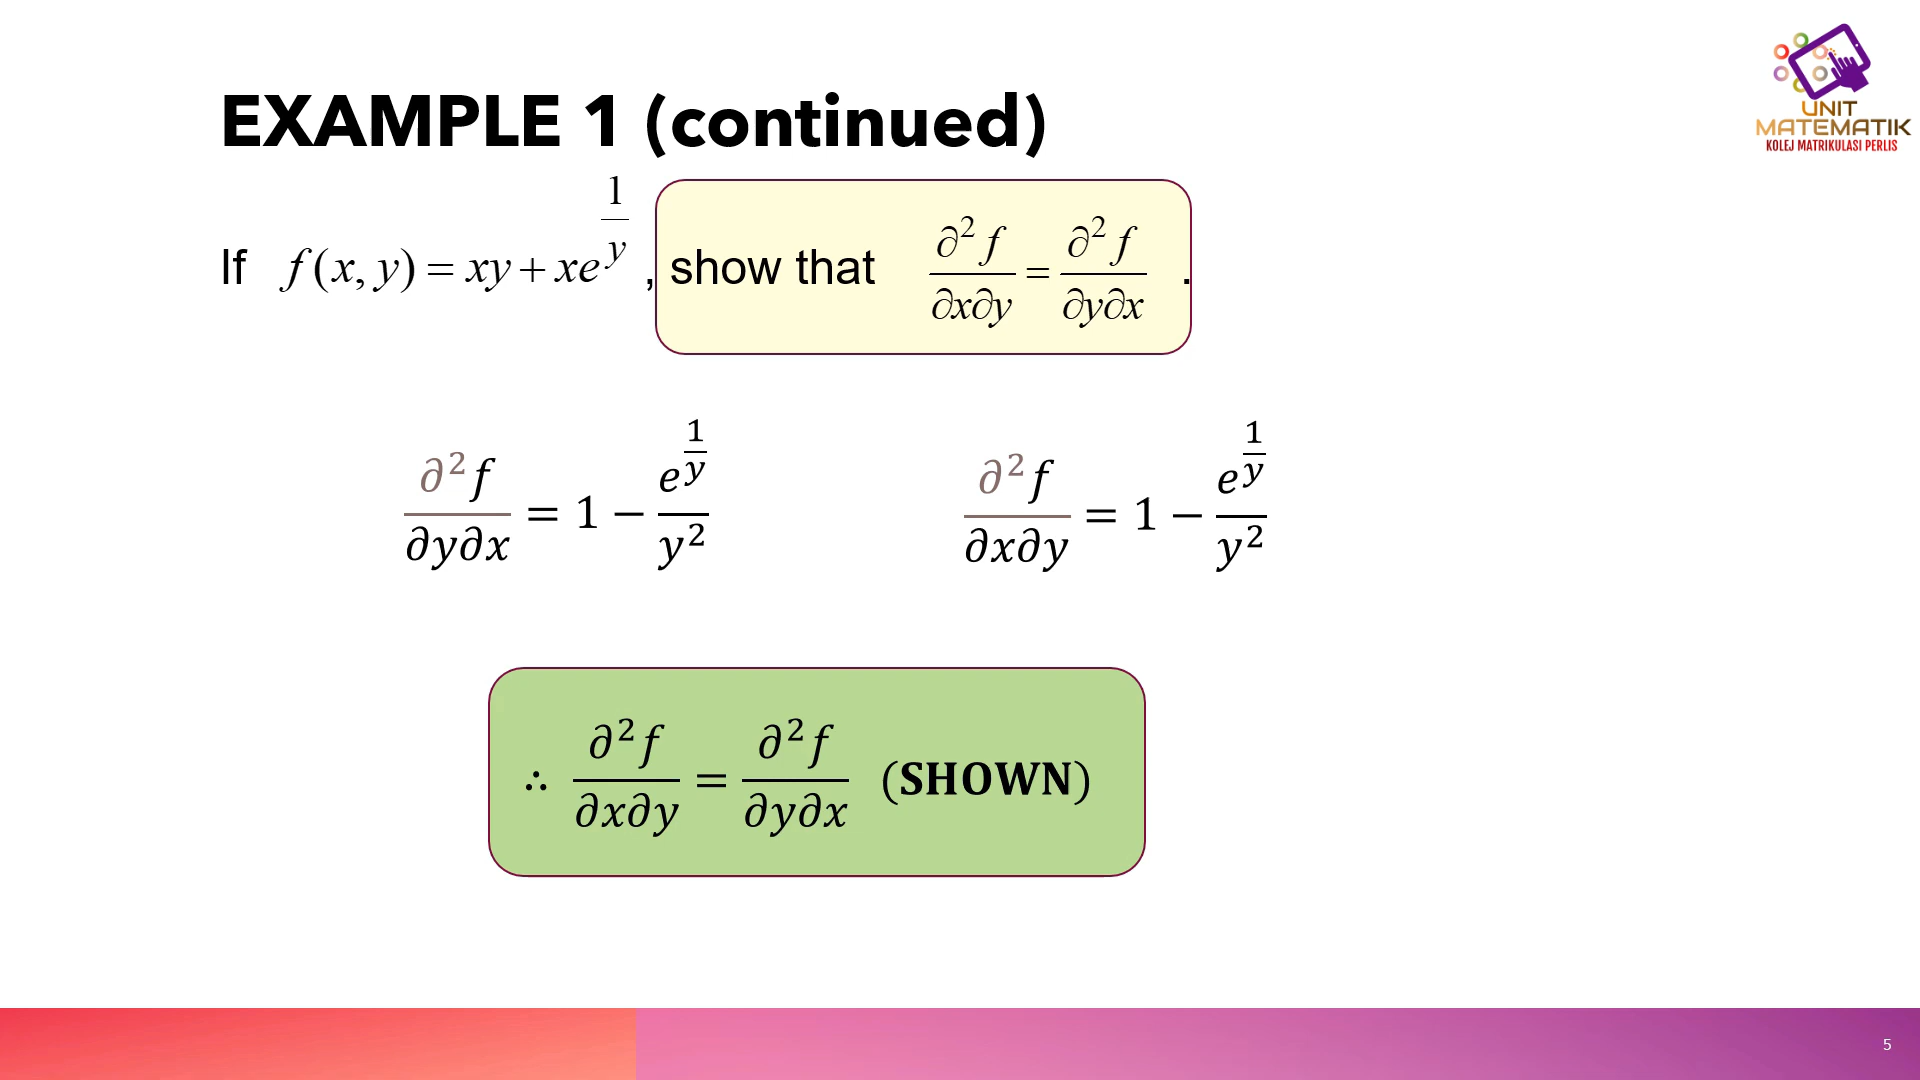 UNIT
MATEMATIK
KOLEJ MATRIKULASI PERLIS
EXAMPLE 1 (continued)
If f(x, y) = xy + xe^{1/y} , show that ∂²f/∂x∂y = ∂²f/∂y∂x .
∂²f/∂y∂x = 1 − e^{1/y}/y² ∂²f/∂x∂y = 1 − e^{1/y}/y²
∴ ∂²f/∂x∂y = ∂²f/∂y∂x (SHOWN)
5